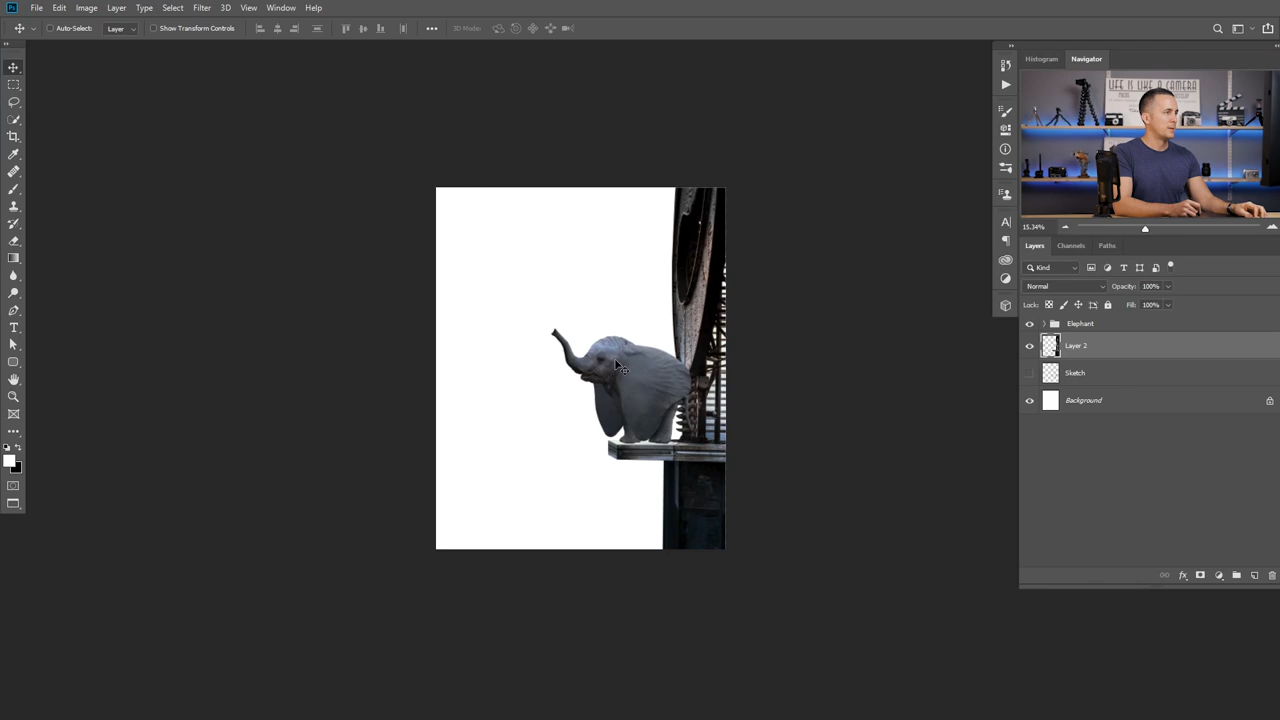 Ps File Edit Image Layer Type Select Filter 3D View Window Help
Auto-Select: Layer Show Transform Controls 3D Mode:
Histogram Navigator
LIFE IS LIKE A CAMERA
15.34%
Layers Channels Paths
Kind
Normal Opacity: 100%
Lock: Fill: 100%
Elephant
Layer 2
Sketch
Background